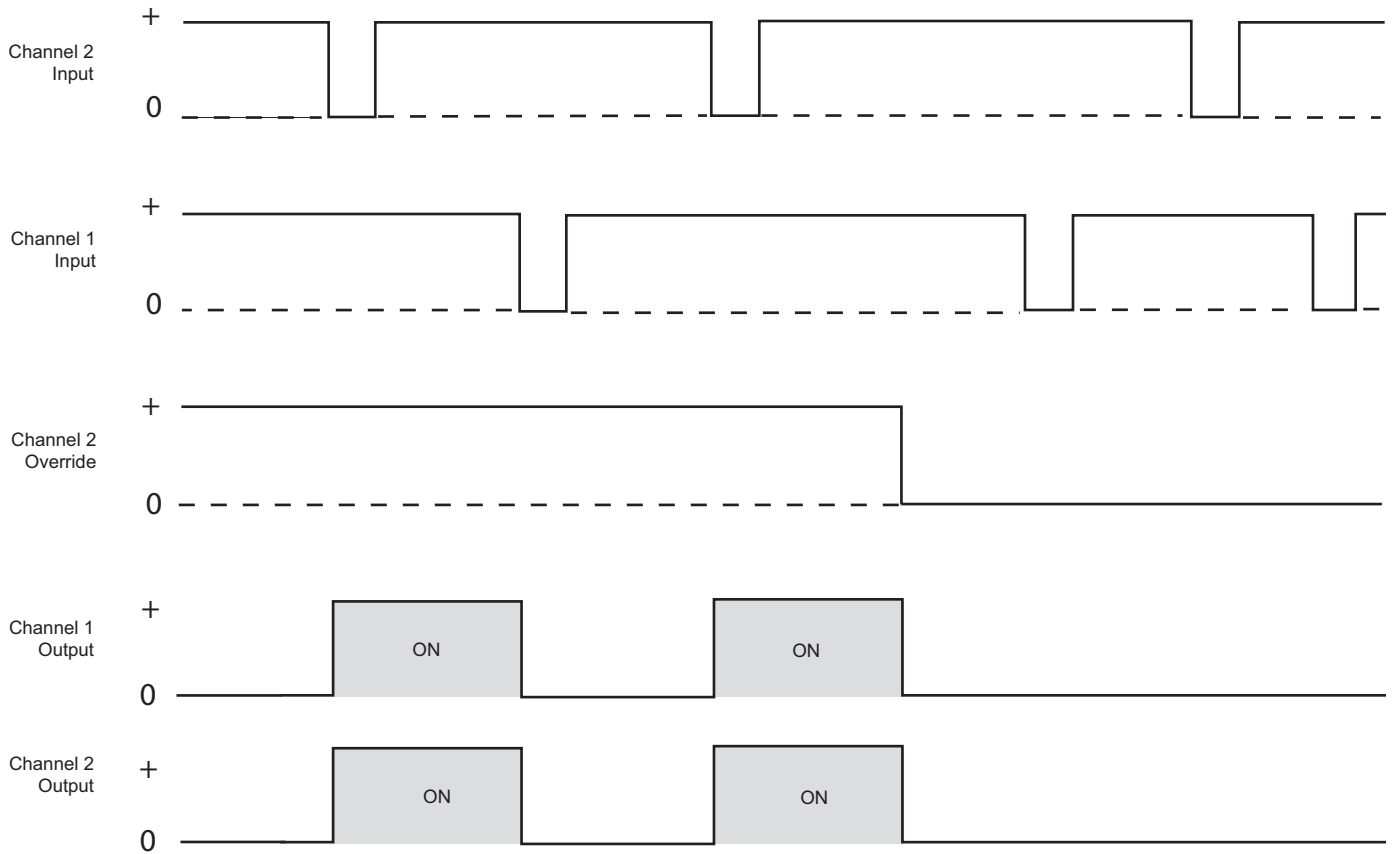 +
Channel 2
Input
0
+
Channel 1
Input
0
+
Channel 2
Override
0
+
Channel 1
Output
ON
ON
0
Channel 2
Output
+
ON
ON
0